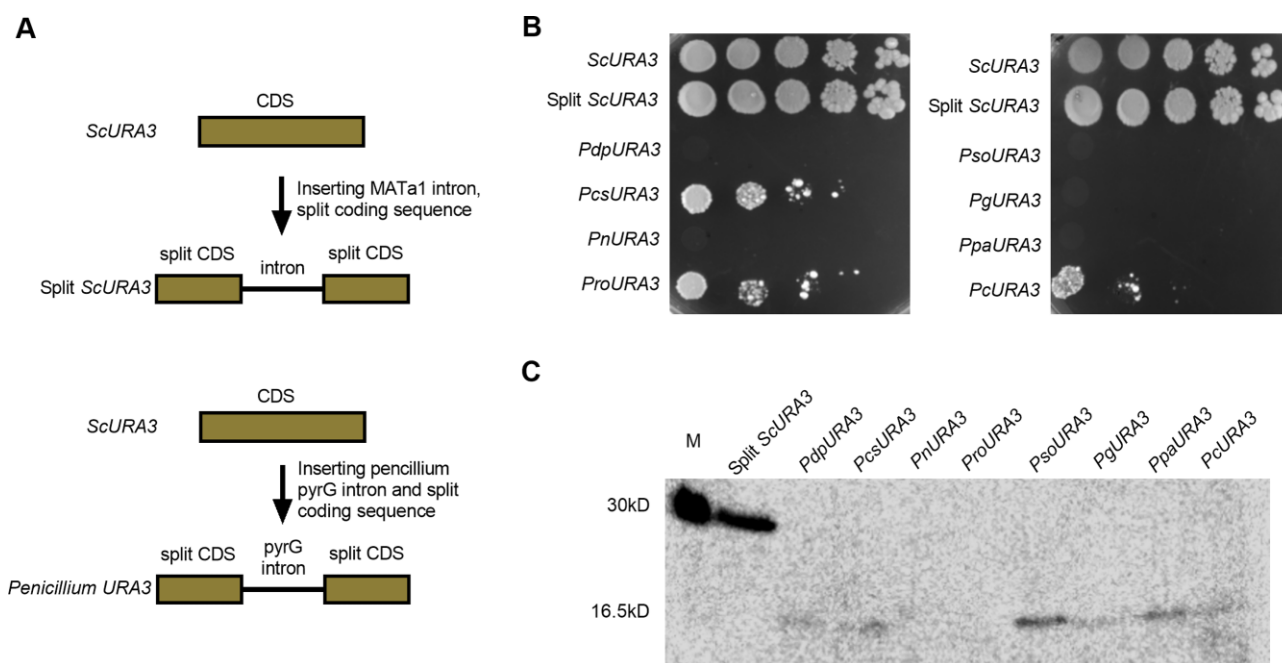 A
CDS
ScURA3
Inserting MATa1 intron,
split coding sequence
split CDS
intron
split CDS
Split ScURA3
CDS
ScURA3
Inserting pencillium
pyrG intron and split
coding sequence
split CDS
pyrG
intron
split CDS
Penicillium URA3
B
ScURA3
Split ScURA3
PdpURA3
PcsURA3
PnURA3
ProURA3
ScURA3
Split ScURA3
PsoURA3
PgURA3
PpaURA3
PcURA3
C
M
Split ScURA3
PdpURA3
PcsURA3
PnURA3
ProURA3
PsoURA3
PgURA3
PpaURA3
PcURA3
30kD
16.5kD